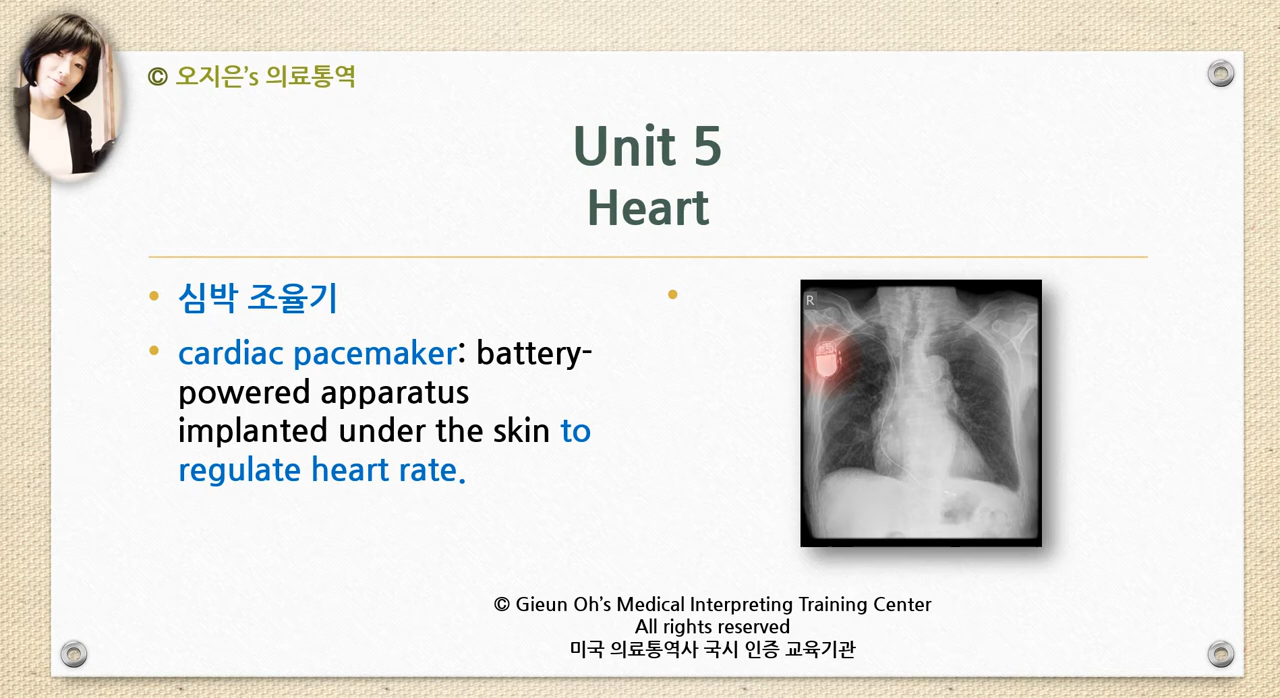 © 오지은’s 의료통역
Unit 5
Heart
• 심박 조율기
• cardiac pacemaker: battery-
powered apparatus
implanted under the skin to
regulate heart rate.
•
R
© Gieun Oh’s Medical Interpreting Training Center
All rights reserved
미국 의료통역사 국시 인증 교육기관